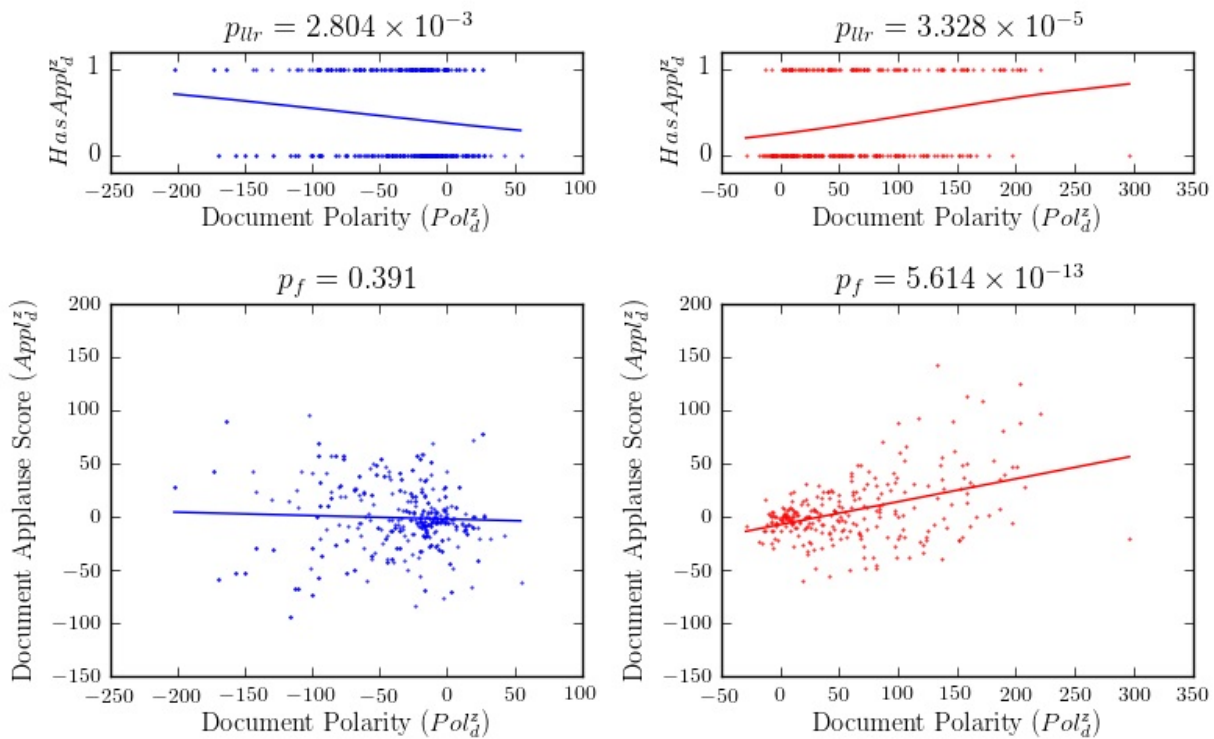 p_llr = 2.804 × 10^−3
HasAppl_d^z
1
0
−250 −200 −150 −100 −50 0 50 100
Document Polarity (Pol_d^z)
p_llr = 3.328 × 10^−5
HasAppl_d^z
1
0
−50 0 50 100 150 200 250 300 350
Document Polarity (Pol_d^z)
p_f = 0.391
Document Applause Score (Appl_d^z)
200
150
100
50
0
−50
−100
−150
−250 −200 −150 −100 −50 0 50 100
Document Polarity (Pol_d^z)
p_f = 5.614 × 10^−13
Document Applause Score (Appl_d^z)
200
150
100
50
0
−50
−100
−150
−50 0 50 100 150 200 250 300 350
Document Polarity (Pol_d^z)